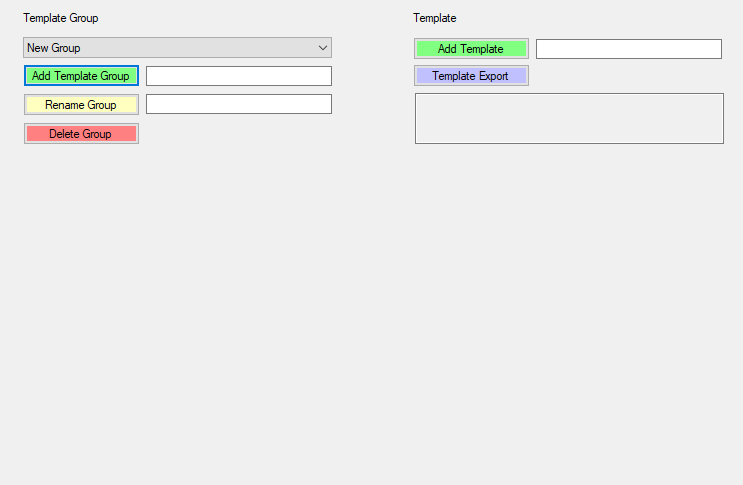 Template Group
New Group
Add Template Group
Rename Group
Delete Group
Template
Add Template
Template Export